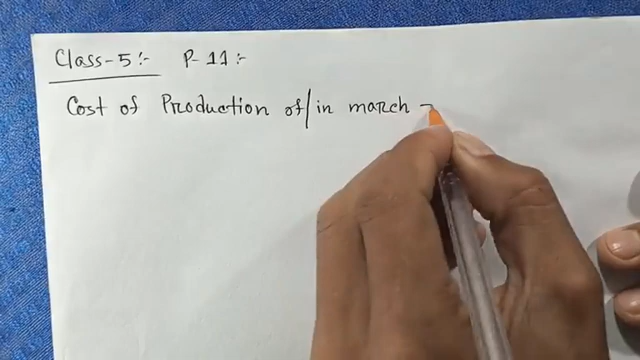 Class-5:- P-11:-
Cost of Production of/in march -